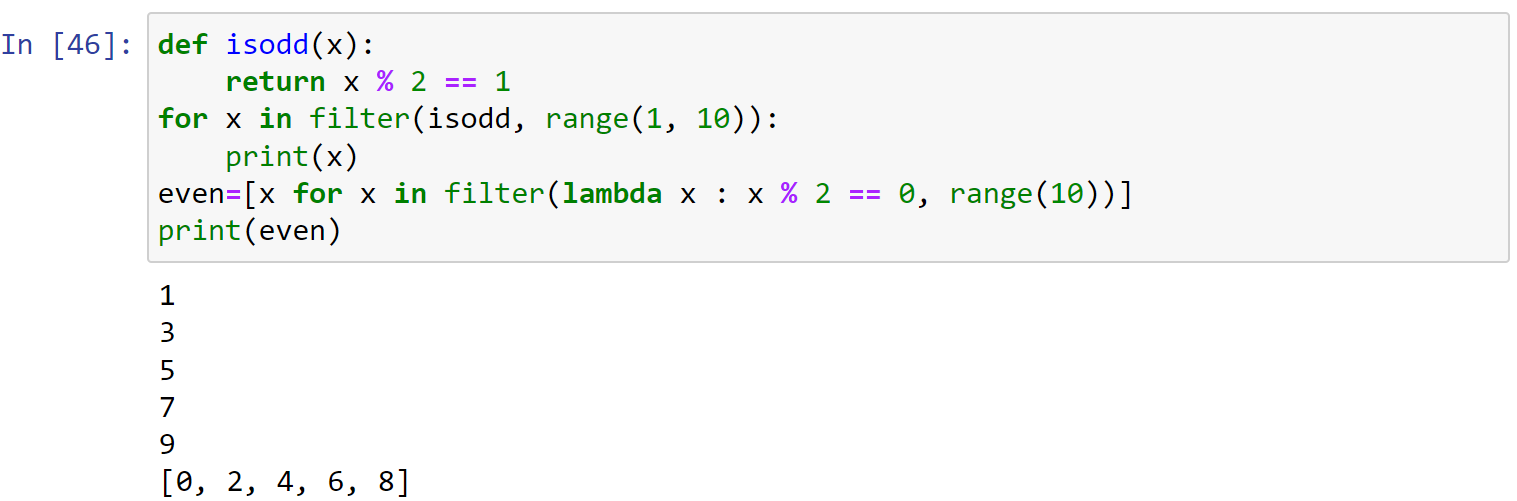 In [46]: def isodd(x):
    return x % 2 == 1
for x in filter(isodd, range(1, 10)):
    print(x)
even=[x for x in filter(lambda x : x % 2 == 0, range(10))]
print(even)
1
3
5
7
9
[0, 2, 4, 6, 8]